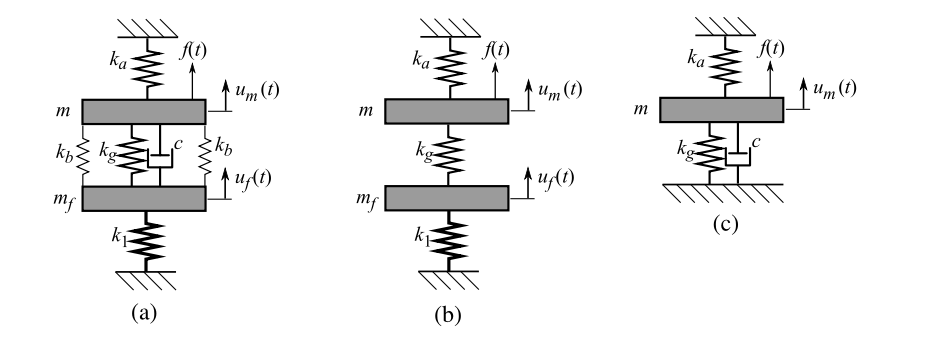 k_a f(t)
u_m(t)
m
k_b k_g c k_b
u_f(t)
m_f
k_1
(a)
k_a f(t)
u_m(t)
m
k_g
u_f(t)
m_f
k_1
(b)
k_a f(t)
u_m(t)
m
k_g c
(c)